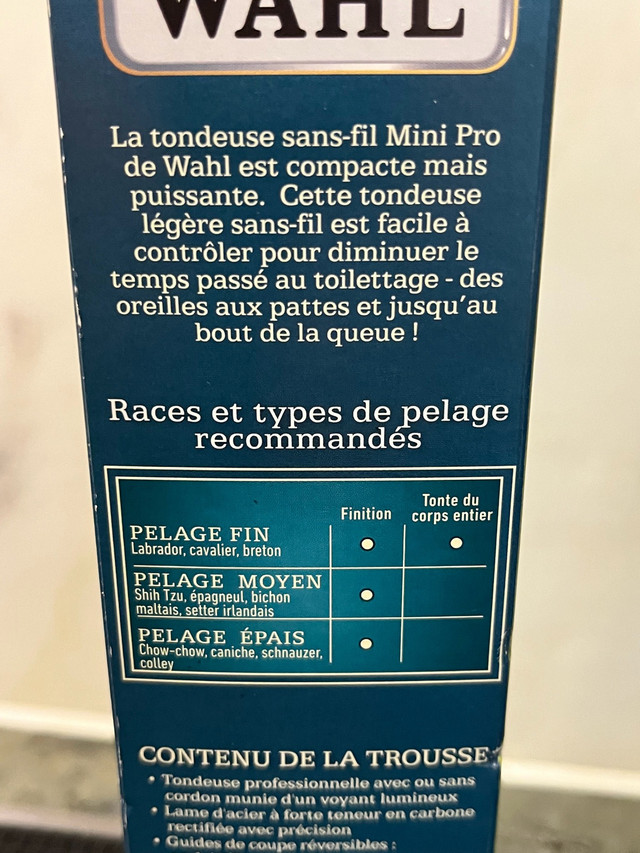 WAHL
La tondeuse sans-fil Mini Pro
de Wahl est compacte mais
puissante. Cette tondeuse
légère sans-fil est facile à
contrôler pour diminuer le
temps passé au toilettage - des
oreilles aux pattes et jusqu'au
bout de la queue !
Races et types de pelage
recommandés
Finition
Tonte du
corps entier
PELAGE FIN
Labrador, cavalier, breton
PELAGE MOYEN
Shih Tzu, épagneul, bichon
maltais, setter irlandais
PELAGE ÉPAIS
Chow-chow, caniche, schnauzer,
colley
CONTENU DE LA TROUSSE:
• Tondeuse professionnelle avec ou sans
cordon munie d'un voyant lumineux
• Lame d'acier à forte teneur en carbone
rectifiée avec précision
• Guides de coupe réversibles :